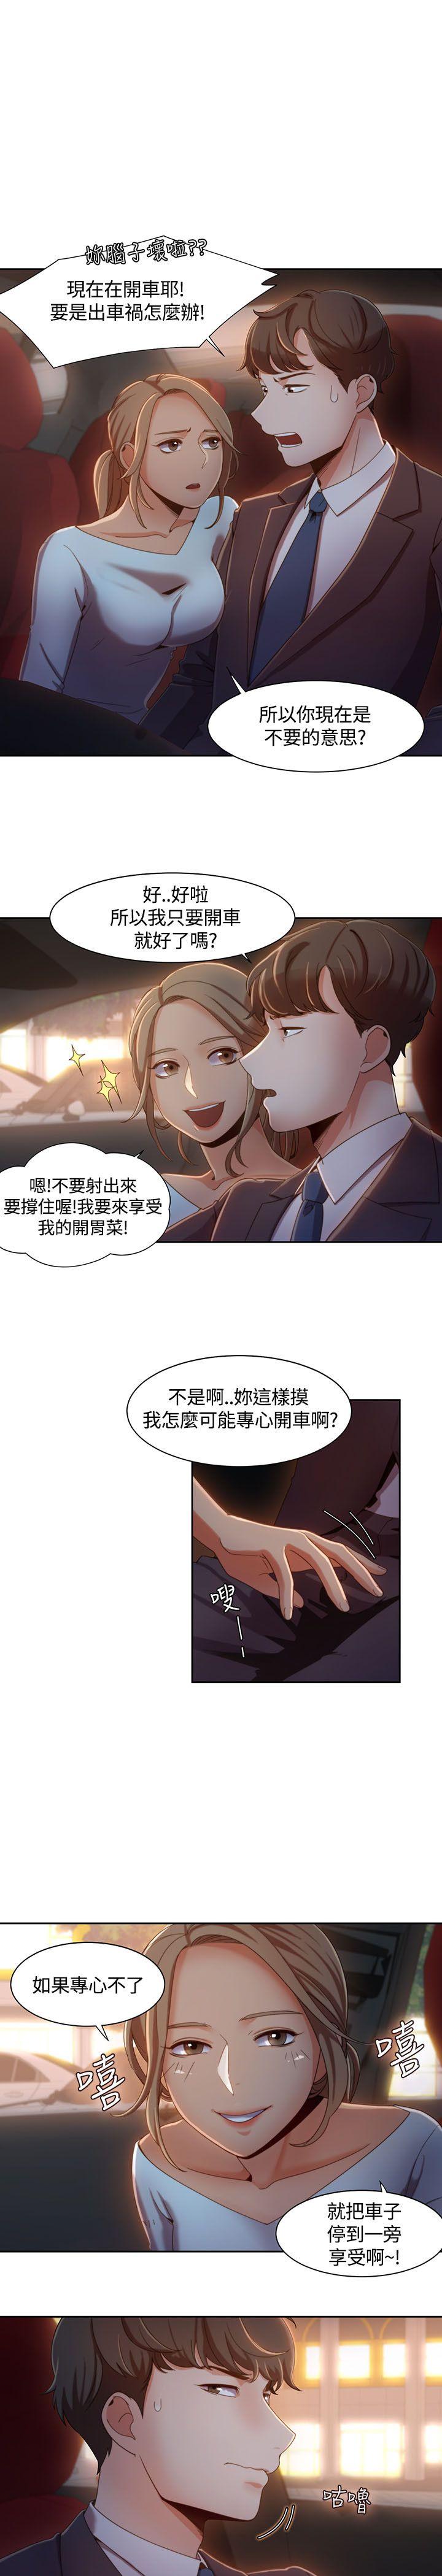 妳腦子壞啦??
現在在開車耶!
要是出車禍怎麼辦!
所以你現在是
不要的意思?
好..好啦
所以我只要開車
就好了嗎?
嗯!不要射出來
要撐住喔!我要來享受
我的開胃菜!
不是啊..妳這樣摸
我怎麼可能專心開車啊?
嗖—
如果專心不了
嘻
嘻
就把車子
停到一旁
享受啊~!
咕嚕